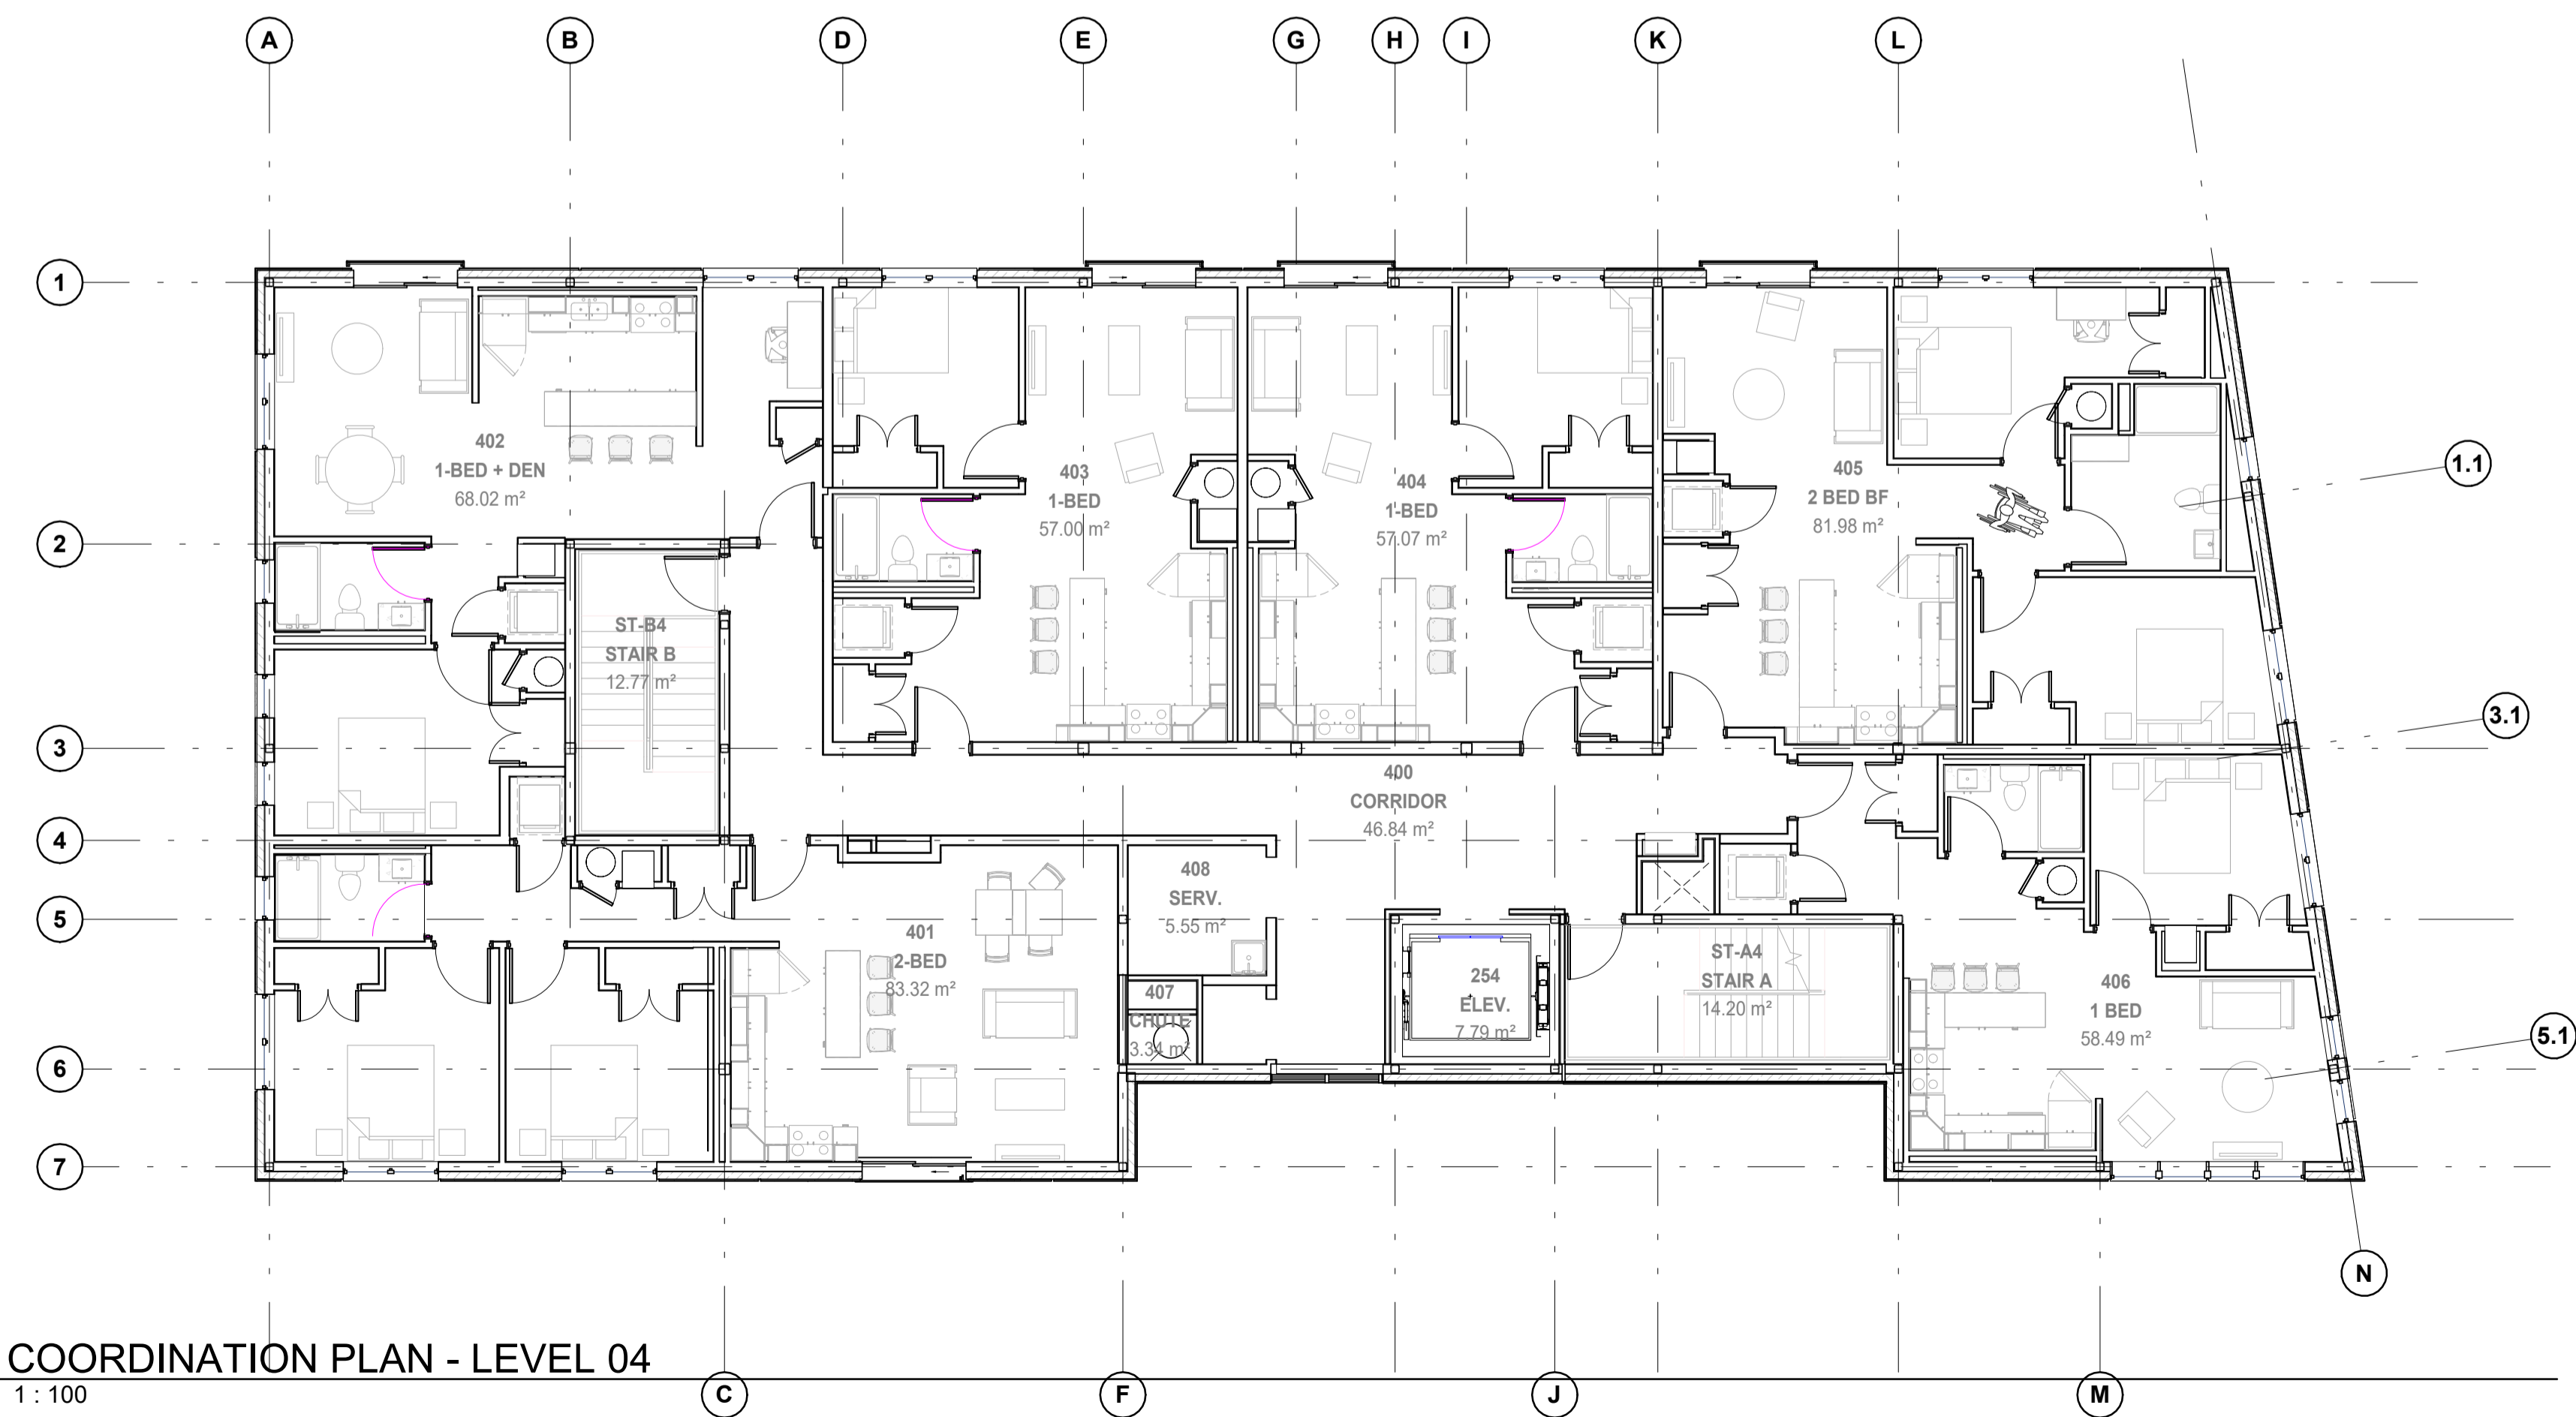 A
B
D
E
G
H
I
K
L
1
402
1-BED + DEN
68.02 m²
403
1-BED
57.00 m²
404
1-BED
57.07 m²
405
2 BED BF
81.98 m²
1.1
2
ST-B4
STAIR B
12.77 m²
3
3.1
400
CORRIDOR
46.84 m²
4
408
SERV.
5.55 m²
5
401
2-BED
83.32 m²
407
CHUTE
3.34 m²
254
ELEV.
7.79 m²
ST-A4
STAIR A
14.20 m²
406
1 BED
58.49 m²
5.1
6
7
N
COORDINATION PLAN - LEVEL 04
1 : 100
C
F
J
M